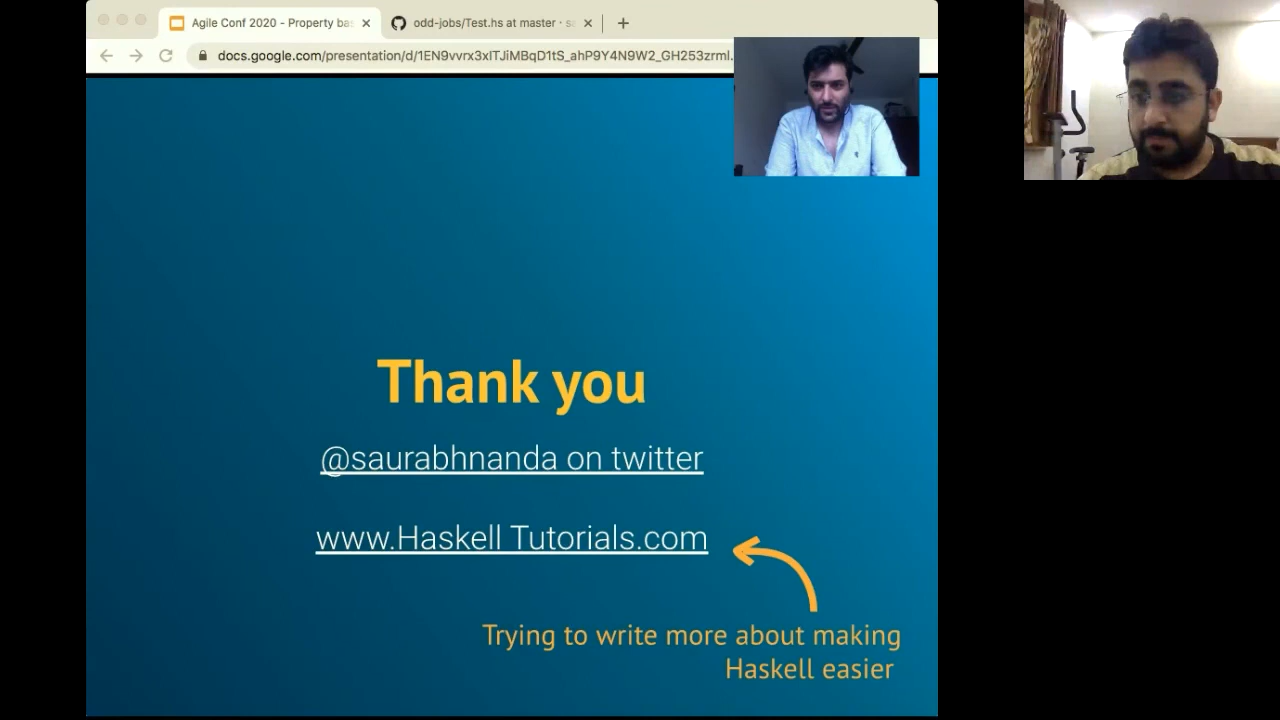 Agile Conf 2020 - Property ba
odd-jobs/Test.hs at master · s
docs.google.com/presentation/d/1EN9vvrx3xlTJiMBqD1tS_ahP9Y4N9W2_GH253zrml.
Thank you
@saurabhnanda on twitter
www.Haskell Tutorials.com
Trying to write more about making
Haskell easier